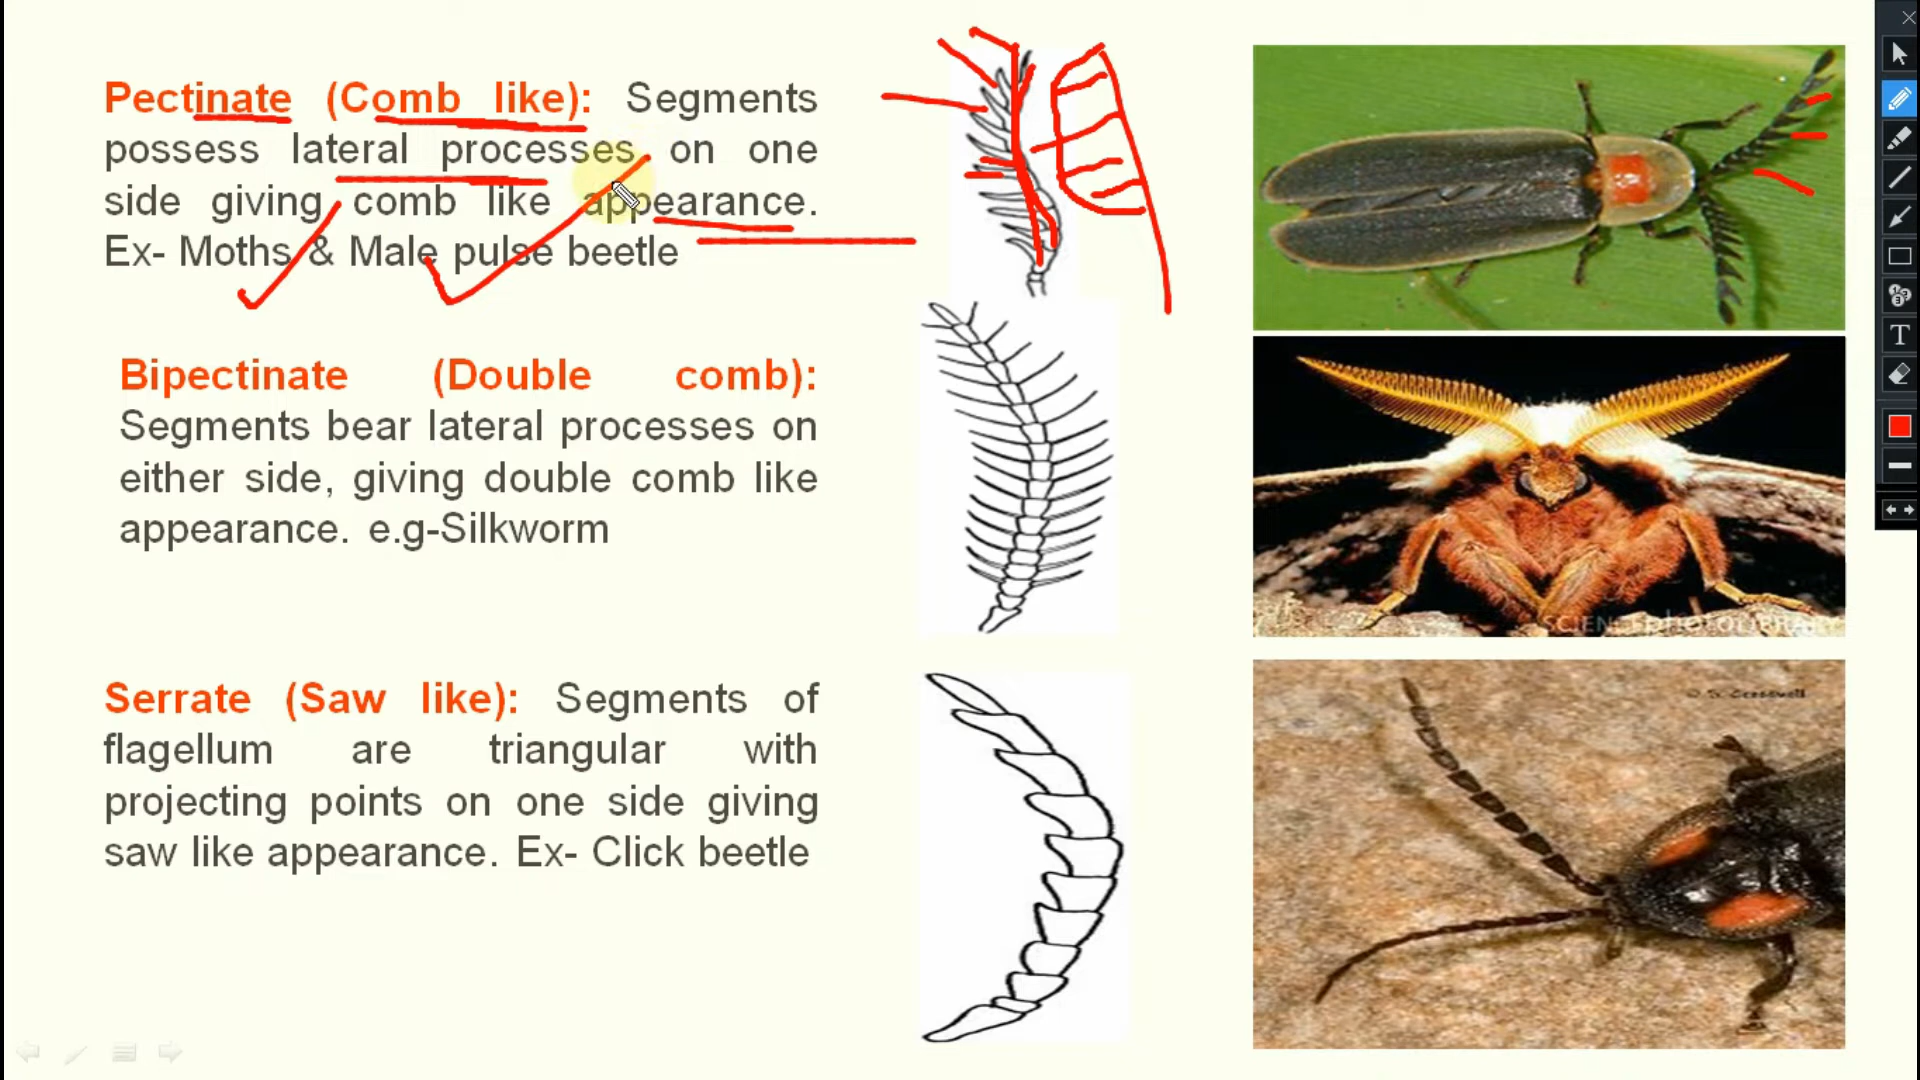 Pectinate (Comb like): Segments
possess lateral processes on one
side giving comb like appearance.
Ex- Moths & Male pulse beetle
Bipectinate (Double comb):
Segments bear lateral processes on
either side, giving double comb like
appearance. e.g-Silkworm
SCIENCEPHOTOLIBRARY
Serrate (Saw like): Segments of
flagellum are triangular with
projecting points on one side giving
saw like appearance. Ex- Click beetle
© S. Cresswell